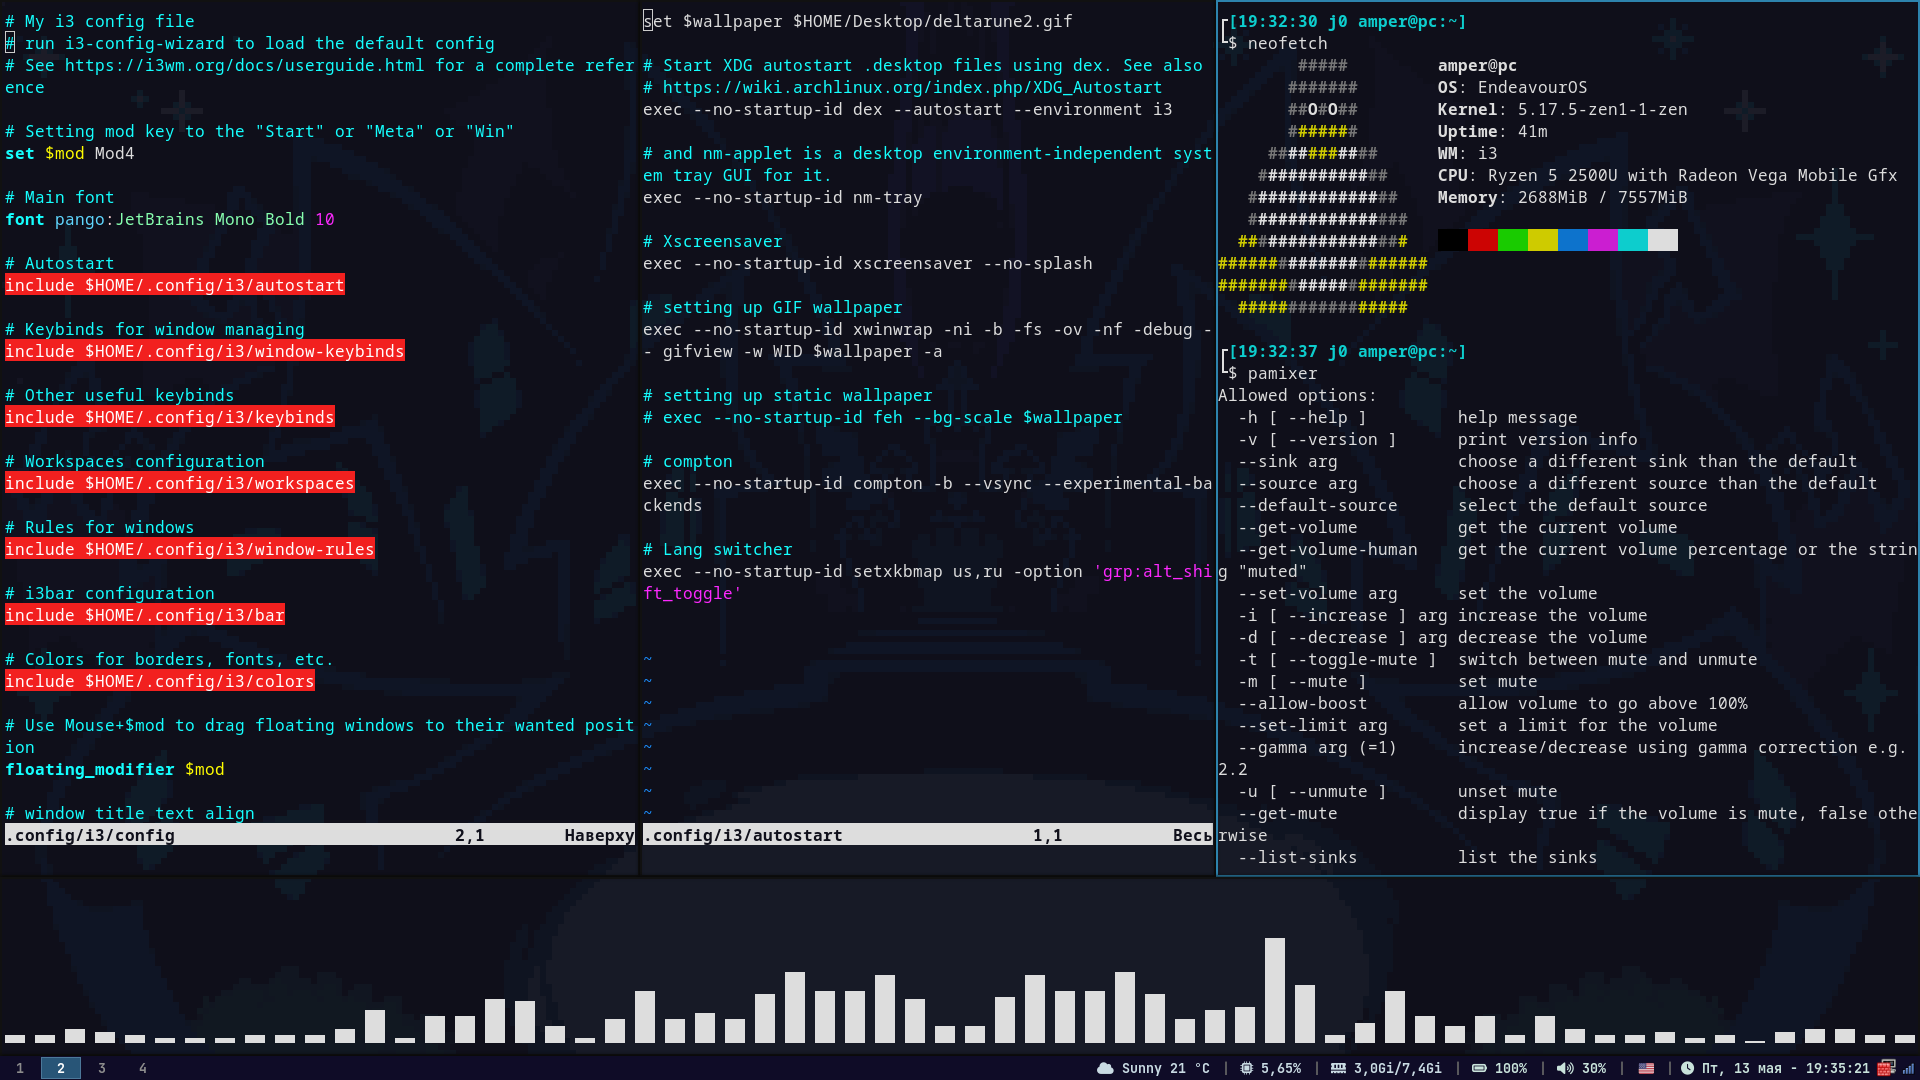 # My i3 config file
# run i3-config-wizard to load the default config
# See https://i3wm.org/docs/userguide.html for a complete refer
ence
# Setting mod key to the "Start" or "Meta" or "Win"
set $mod Mod4
# Main font
font pango:JetBrains Mono Bold 10
# Autostart
include $HOME/.config/i3/autostart
# Keybinds for window managing
include $HOME/.config/i3/window-keybinds
# Other useful keybinds
include $HOME/.config/i3/keybinds
# Workspaces configuration
include $HOME/.config/i3/workspaces
# Rules for windows
include $HOME/.config/i3/window-rules
# i3bar configuration
include $HOME/.config/i3/bar
# Colors for borders, fonts, etc.
include $HOME/.config/i3/colors
# Use Mouse+$mod to drag floating windows to their wanted posit
ion
floating_modifier $mod
# window title text align
.config/i3/config 2,1 Наверху
set $wallpaper $HOME/Desktop/deltarune2.gif
# Start XDG autostart .desktop files using dex. See also
# https://wiki.archlinux.org/index.php/XDG_Autostart
exec --no-startup-id dex --autostart --environment i3
# and nm-applet is a desktop environment-independent syst
em tray GUI for it.
exec --no-startup-id nm-tray
# Xscreensaver
exec --no-startup-id xscreensaver --no-splash
# setting up GIF wallpaper
exec --no-startup-id xwinwrap -ni -b -fs -ov -nf -debug -
- gifview -w WID $wallpaper -a
# setting up static wallpaper
# exec --no-startup-id feh --bg-scale $wallpaper
# compton
exec --no-startup-id compton -b --vsync --experimental-ba
ckends
# Lang switcher
exec --no-startup-id setxkbmap us,ru -option 'grp:alt_shi
ft_toggle'
~
~
~
~
~
~
~
~
.config/i3/autostart 1,1 Весь
[19:32:30 j0 amper@pc:~]
$ neofetch
#####
#######
##O#O##
#######
###########
#############
###############
################
#################
#####################
#####################
#################
amper@pc
OS: EndeavourOS
Kernel: 5.17.5-zen1-1-zen
Uptime: 41m
WM: i3
CPU: Ryzen 5 2500U with Radeon Vega Mobile Gfx
Memory: 2688MiB / 7557MiB
[19:32:37 j0 amper@pc:~]
$ pamixer
Allowed options:
-h [ --help ] help message
-v [ --version ] print version info
--sink arg choose a different sink than the default
--source arg choose a different source than the default
--default-source select the default source
--get-volume get the current volume
--get-volume-human get the current volume percentage or the strin
g "muted"
--set-volume arg set the volume
-i [ --increase ] arg increase the volume
-d [ --decrease ] arg decrease the volume
-t [ --toggle-mute ] switch between mute and unmute
-m [ --mute ] set mute
--allow-boost allow volume to go above 100%
--set-limit arg set a limit for the volume
--gamma arg (=1) increase/decrease using gamma correction e.g.
2.2
-u [ --unmute ] unset mute
--get-mute display true if the volume is mute, false othe
rwise
--list-sinks list the sinks
1 2 3 4 Sunny 21 °C | 5,65% | 3,0Gi/7,4Gi | 100% | 30% | | Пт, 13 мая - 19:35:21